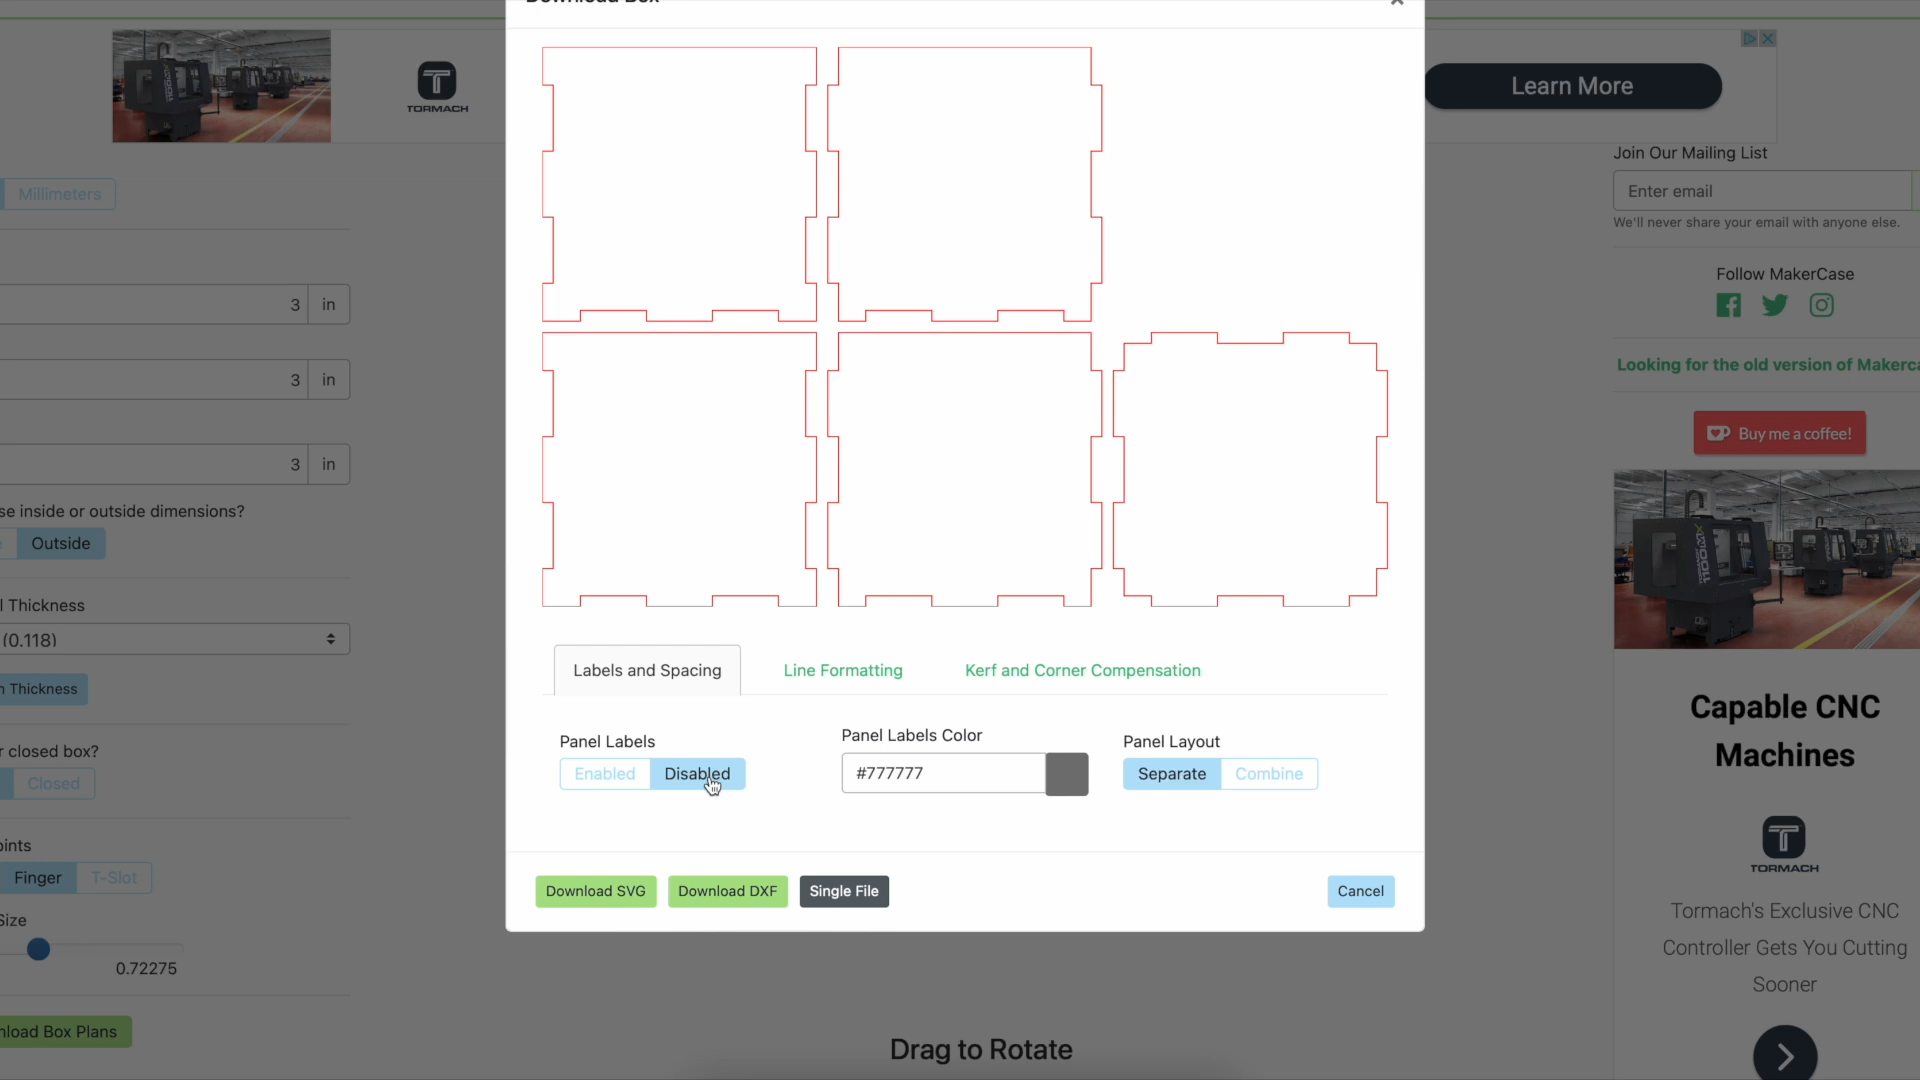 TORMACH
Learn More
Millimeters
3 in
3 in
3 in
se inside or outside dimensions?
Outside
l Thickness
(0.118)
n Thickness
r closed box?
Closed
oints
Finger
T-Slot
Size
0.72275
nload Box Plans
Labels and Spacing
Line Formatting
Kerf and Corner Compensation
Panel Labels
Enabled
Disabled
Panel Labels Color
#777777
Panel Layout
Separate
Combine
Download SVG
Download DXF
Single File
Cancel
Drag to Rotate
Join Our Mailing List
Enter email
We'll never share your email with anyone else.
Follow MakerCase
Looking for the old version of Makerca
Buy me a coffee!
Capable CNC
Machines
TORMACH
Tormach's Exclusive CNC
Controller Gets You Cutting
Sooner